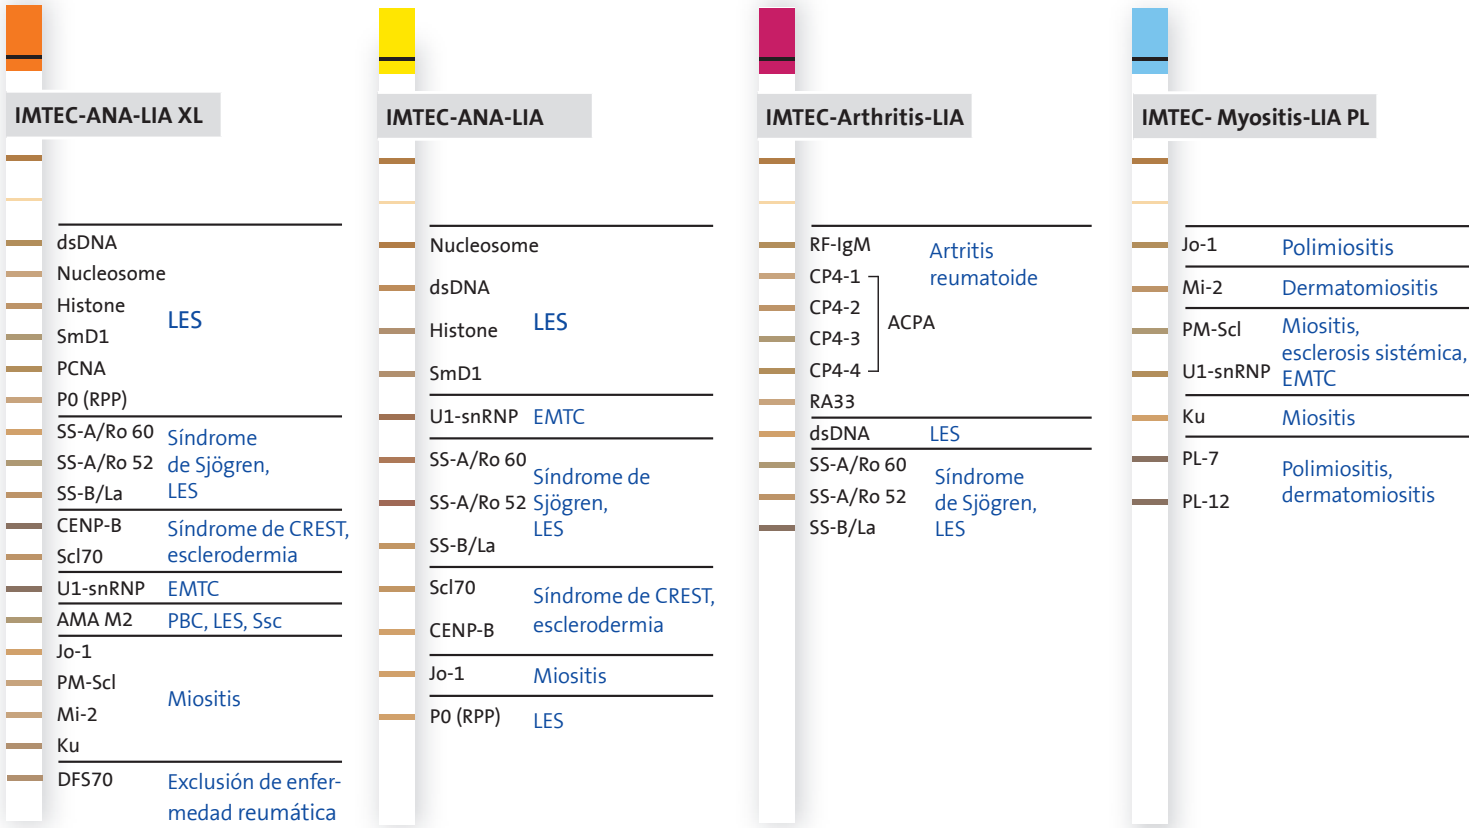 IMTEC-ANA-LIA XL
dsDNA
Nucleosome
Histone
LES
SmD1
PCNA
P0 (RPP)
SS-A/Ro 60
SS-A/Ro 52
SS-B/La
Síndrome
de Sjögren,
LES
CENP-B
Scl70
Síndrome de CREST,
esclerodermia
U1-snRNP EMTC
AMA M2 PBC, LES, Ssc
Jo-1
PM-Scl
Mi-2
Ku
Miositis
DFS70
Exclusión de enfer-
medad reumática
IMTEC-ANA-LIA
Nucleosome
dsDNA
Histone
SmD1
LES
U1-snRNP EMTC
SS-A/Ro 60
SS-A/Ro 52
SS-B/La
Síndrome de
Sjögren,
LES
Scl70
CENP-B
Síndrome de CREST,
esclerodermia
Jo-1 Miositis
P0 (RPP) LES
IMTEC-Arthritis-LIA
RF-IgM
CP4-1
CP4-2
CP4-3
CP4-4
ACPA
RA33
Artritis
reumatoide
dsDNA LES
SS-A/Ro 60
SS-A/Ro 52
SS-B/La
Síndrome
de Sjögren,
LES
IMTEC- Myositis-LIA PL
Jo-1 Polimiositis
Mi-2 Dermatomiositis
PM-Scl
U1-snRNP
Miositis,
esclerosis sistémica,
EMTC
Ku Miositis
PL-7
PL-12
Polimiositis,
dermatomiositis